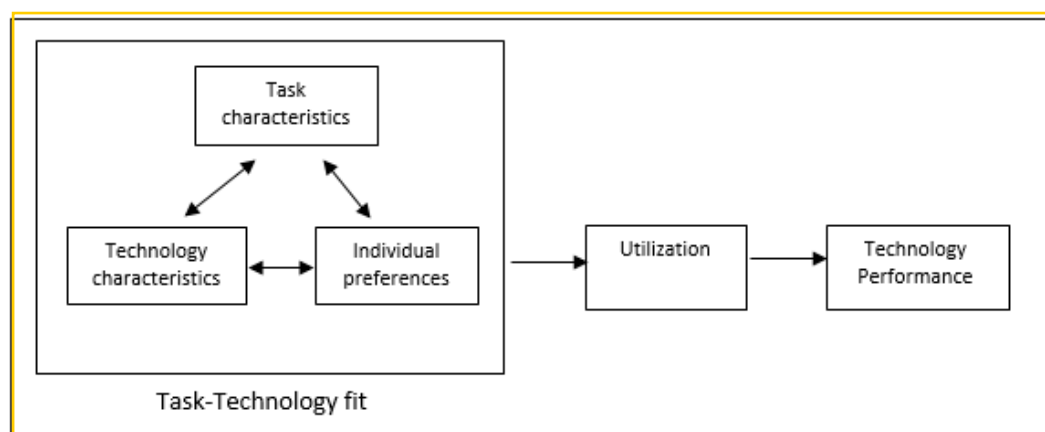 Task
characteristics
Technology
characteristics
Individual
preferences
Utilization
Technology
Performance
Task-Technology fit